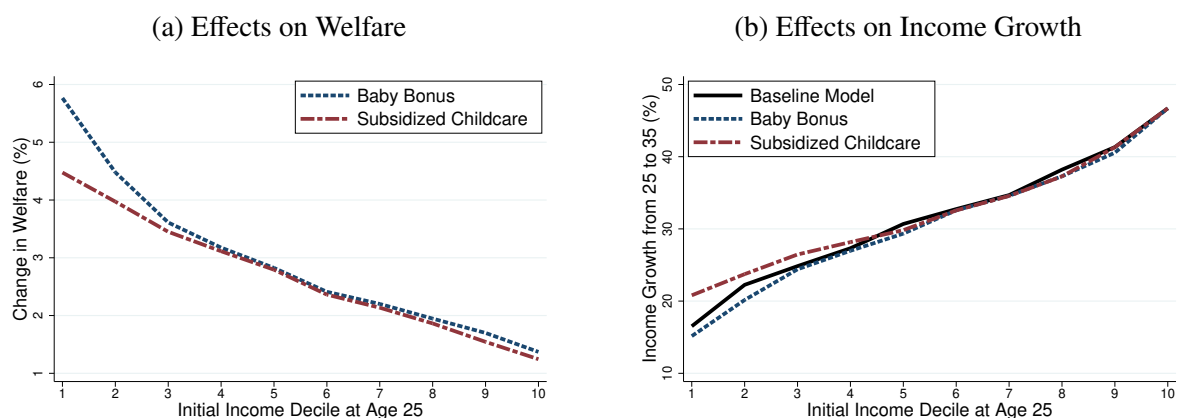 (a) Effects on Welfare
Change in Welfare (%)
6
5
4
3
2
1
Baby Bonus
Subsidized Childcare
1 2 3 4 5 6 7 8 9 10
Initial Income Decile at Age 25
(b) Effects on Income Growth
Income Growth from 25 to 35 (%)
50
40
30
20
10
Baseline Model
Baby Bonus
Subsidized Childcare
1 2 3 4 5 6 7 8 9 10
Initial Income Decile at Age 25